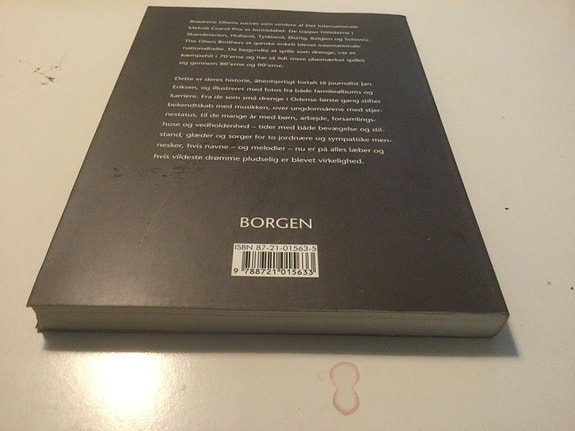 Brødrene Olsens succes som vindere af Det Internationale
Melodi Grand Prix er formidabel. De topper hitlisterne i
Skandinavien, Holland, Tyskland, Østrig, Belgien og Schweiz.
The Olsen Brothers er ganske enkelt blevet internationale
nationalhelte. De begyndte at spille som drenge, var et
kæmpehit i 70'erne og har så lidt mere ubemærket spillet
sig gennem 80'erne og 90'erne.
Dette er deres historie, åbenhjertigt fortalt til journalist Jan
Eriksen, og illustreret med fotos fra både familiealbums og
karriere. Fra de som små drenge i Odense første gang stifter
bekendtskab med musikken, over ungdomsårene med stjer-
nestatus, til de mange år med børn, arbejde, forsamlings-
huse og vedholdenhed – tider med både bevægelse og stil-
stand, glæder og sorger for to jordnære og sympatiske men-
nesker, hvis navne – og melodier – nu er på alles læber og
hvis vildeste drømme pludselig er blevet virkelighed.
BORGEN
ISBN 87-21-01563-5
9 788721 015633